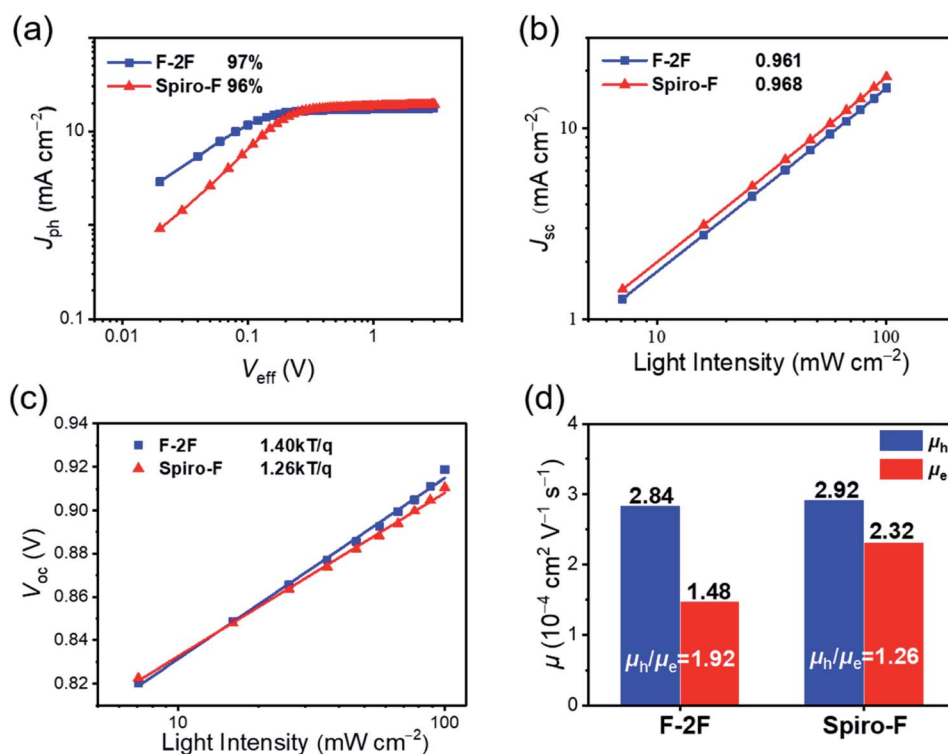 (a)
F-2F 97%
Spiro-F 96%
10
1
0.1
0.01 0.1 1
J_ph (mA cm⁻²)
V_eff (V)
(b)
F-2F 0.961
Spiro-F 0.968
10
1
10 100
J_sc (mA cm⁻²)
Light Intensity (mW cm⁻²)
(c)
F-2F 1.40kT/q
Spiro-F 1.26kT/q
0.94
0.92
0.90
0.88
0.86
0.84
0.82
10 100
V_oc (V)
Light Intensity (mW cm⁻²)
(d)
μ_h
μ_e
4
3
2
1
0
2.84
1.48
2.92
2.32
μ_h/μ_e=1.92
μ_h/μ_e=1.26
F-2F Spiro-F
μ (10⁻⁴ cm² V⁻¹ s⁻¹)